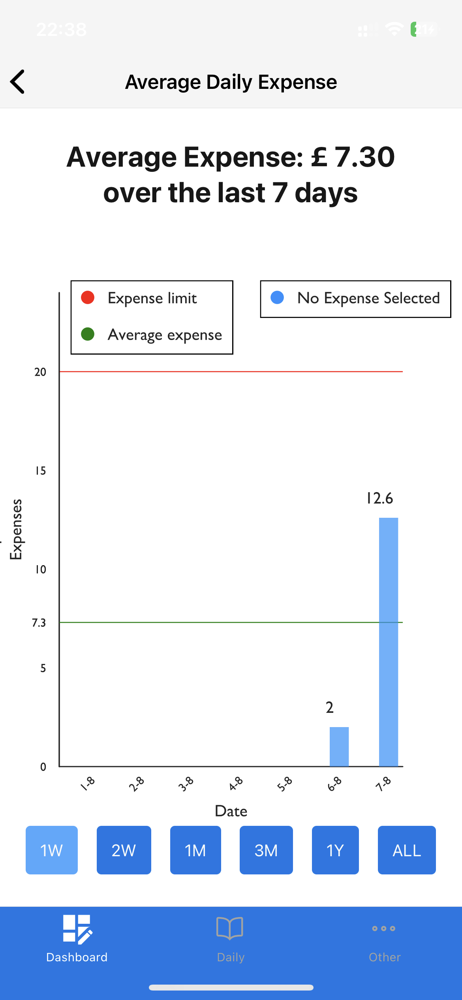 22:38
21
Average Daily Expense
Average Expense: £ 7.30
over the last 7 days
Expense limit
Average expense
No Expense Selected
20
15
10
7.3
5
0
Expenses
12.6
2
1-8
2-8
3-8
4-8
5-8
6-8
7-8
Date
1W
2W
1M
3M
1Y
ALL
Dashboard
Daily
Other